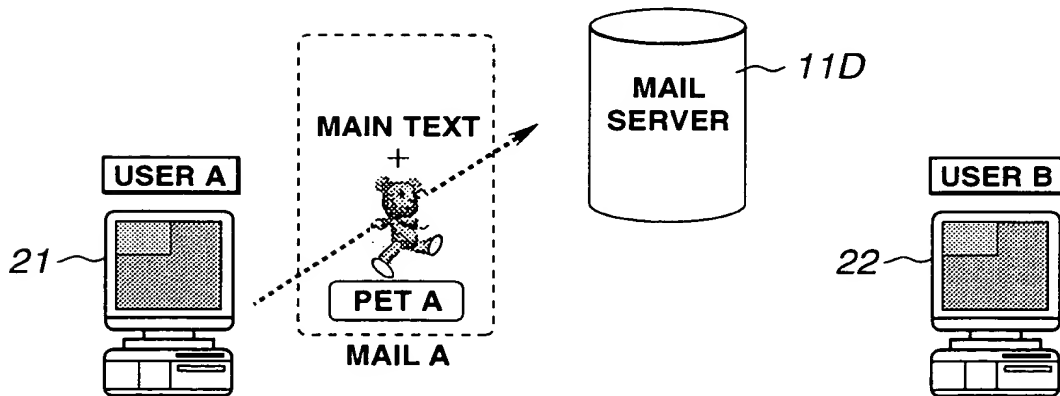 11D
MAIL
SERVER
MAIN TEXT
+
USER A
USER B
21
22
PET A
MAIL A